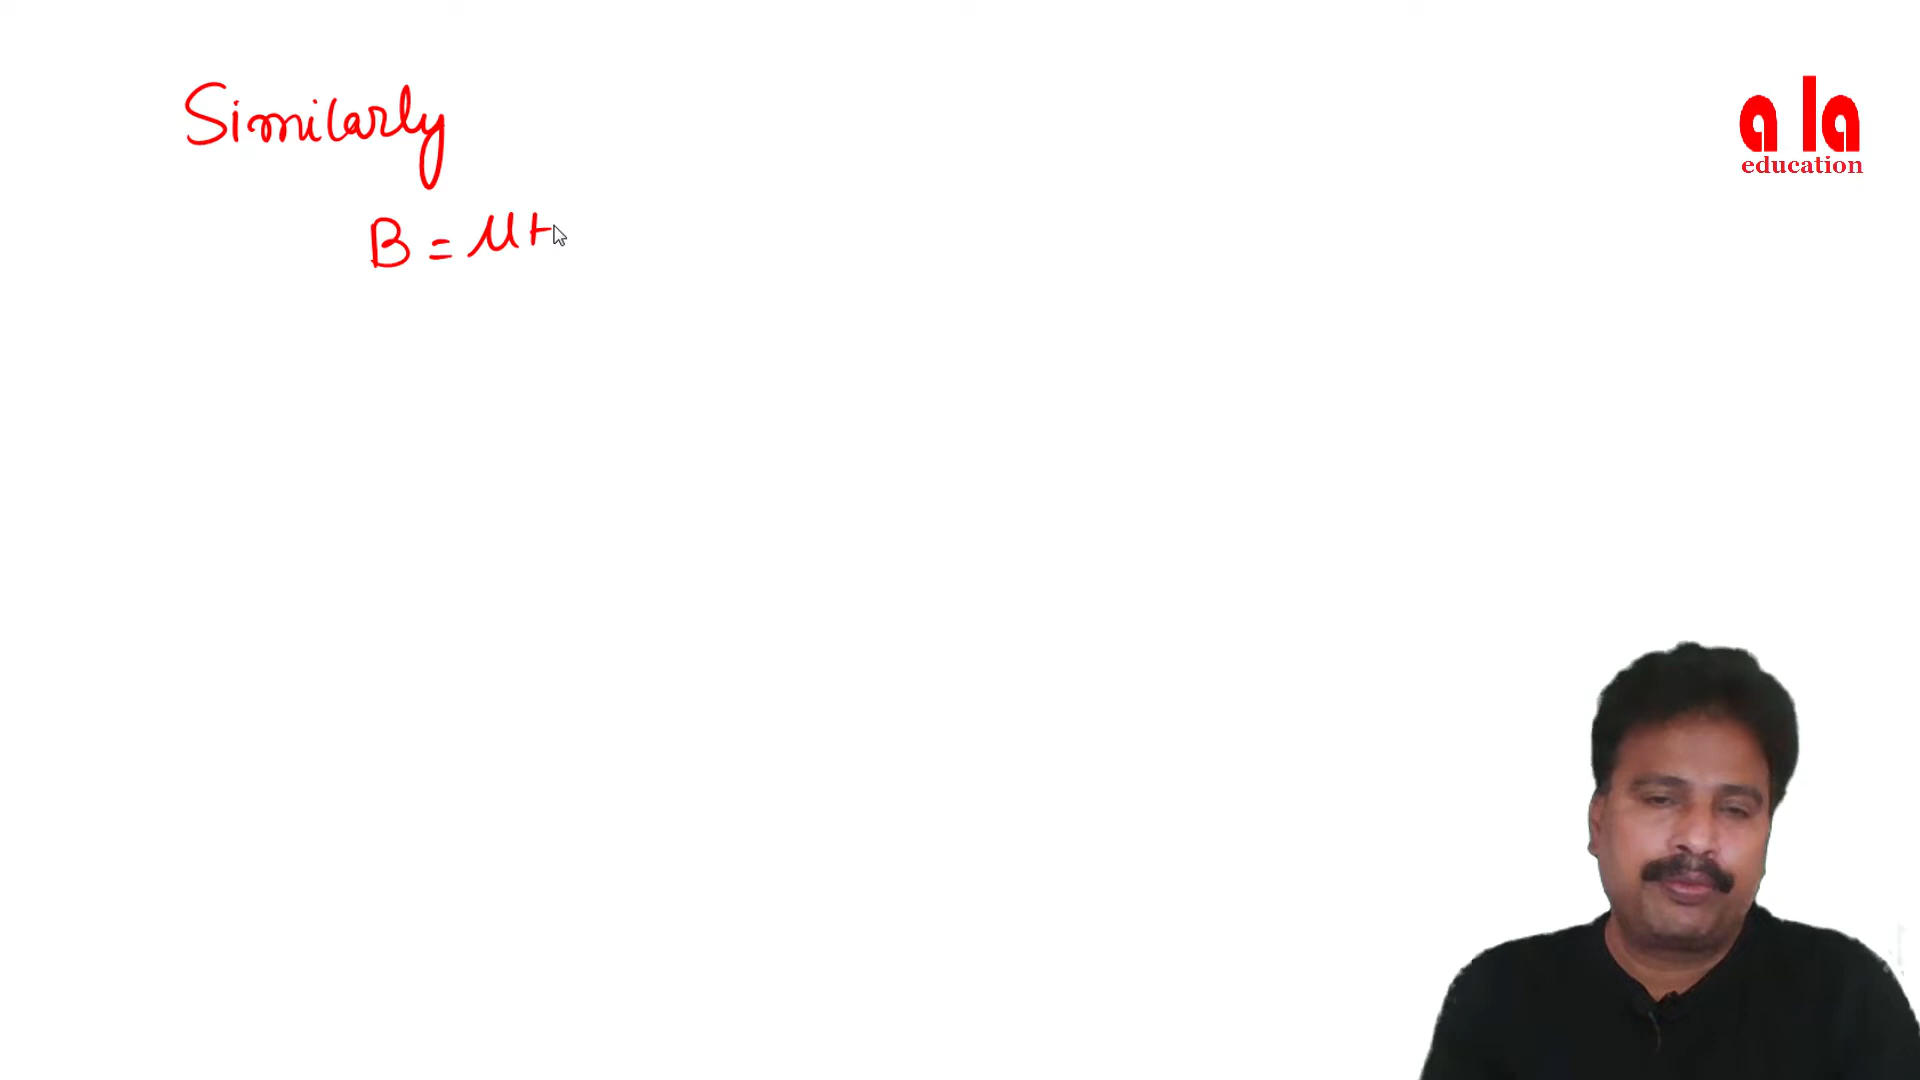 Similarly
B = μH
a la
education